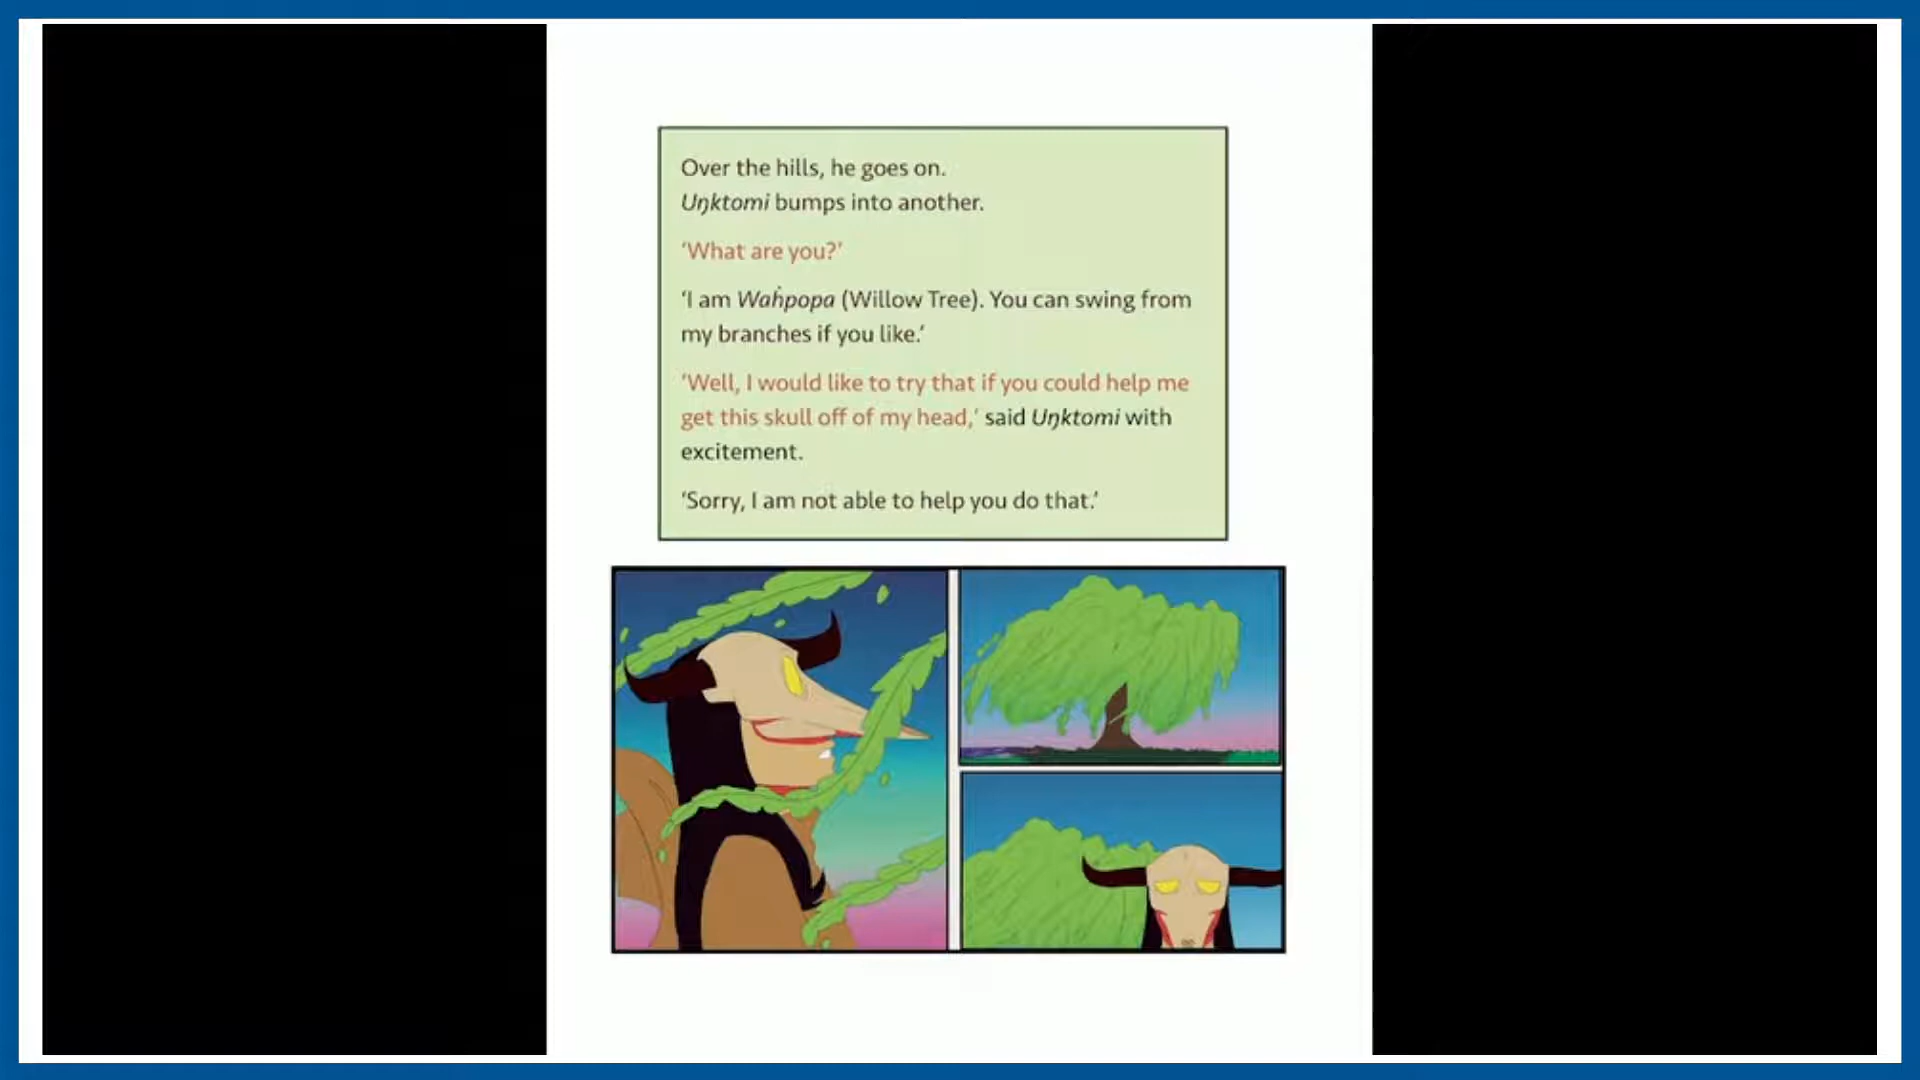 Over the hills, he goes on.
Uŋktomi bumps into another.
‘What are you?’
‘I am Waḣpopa (Willow Tree). You can swing from
my branches if you like.’
‘Well, I would like to try that if you could help me
get this skull off of my head,’ said Uŋktomi with
excitement.
‘Sorry, I am not able to help you do that.’